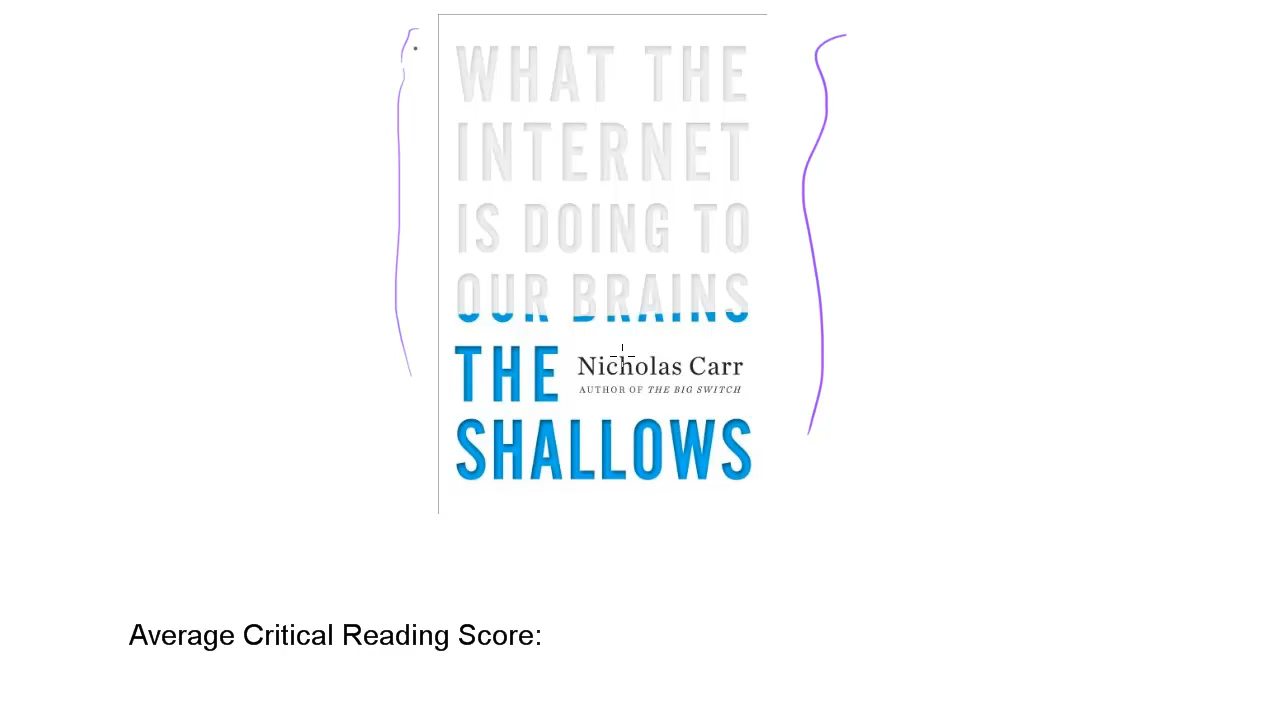 WHAT THE
INTERNET
IS DOING TO
OUR BRAINS
THE
Nicholas Carr
AUTHOR OF THE BIG SWITCH
SHALLOWS
Average Critical Reading Score: